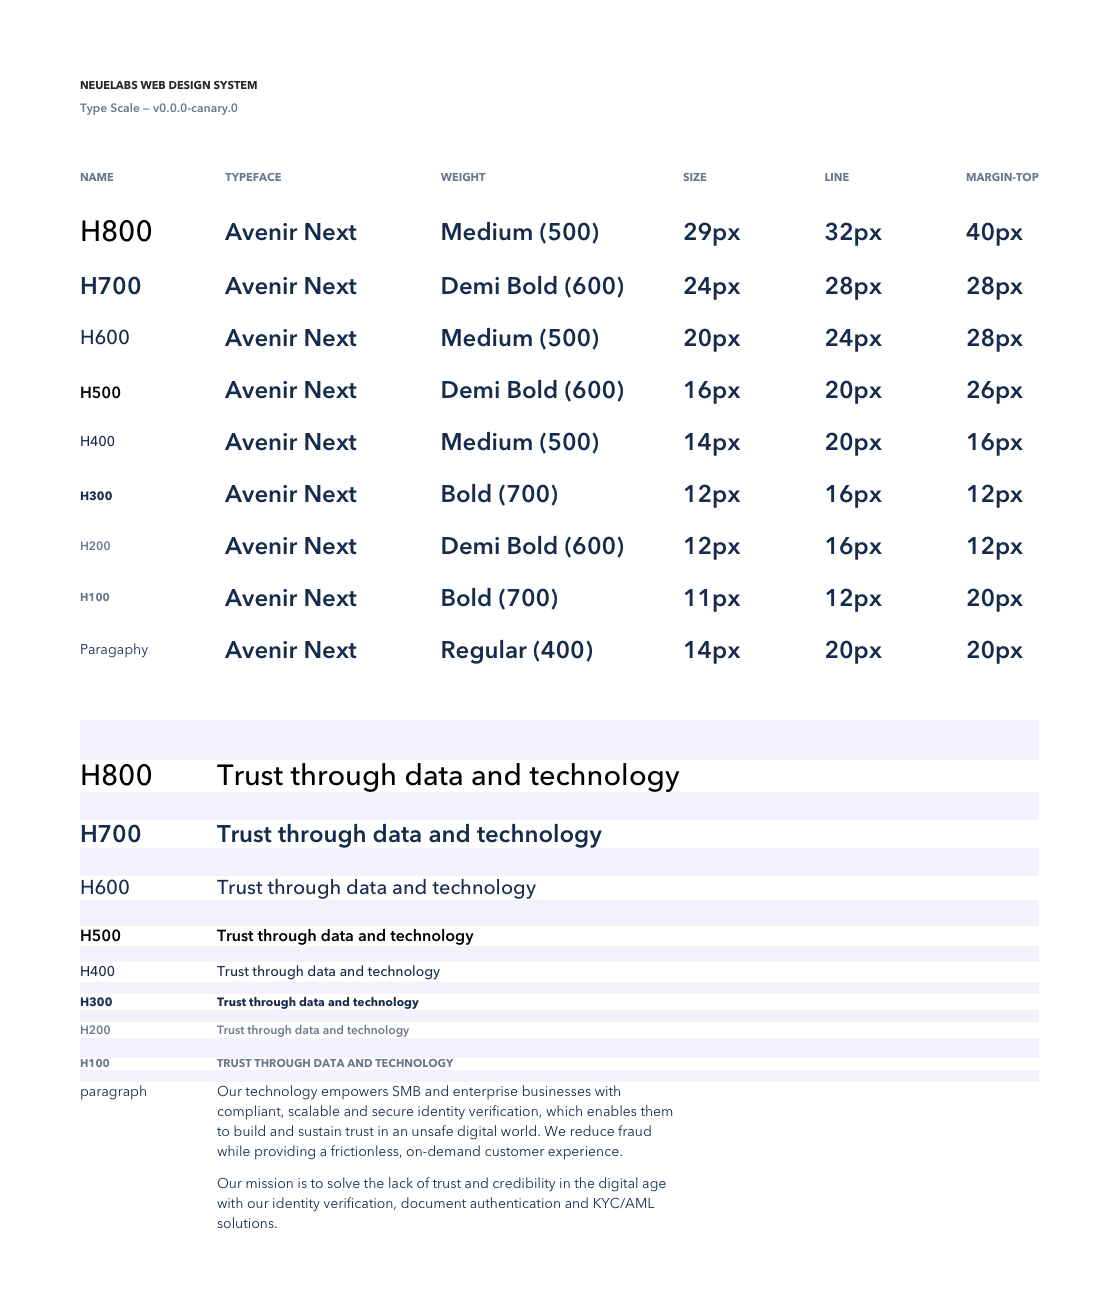 NEUELABS WEB DESIGN SYSTEM
Type Scale – v0.0.0-canary.0
NAME TYPEFACE WEIGHT SIZE LINE MARGIN-TOP
H800 Avenir Next Medium (500) 29px 32px 40px
H700 Avenir Next Demi Bold (600) 24px 28px 28px
H600 Avenir Next Medium (500) 20px 24px 28px
H500 Avenir Next Demi Bold (600) 16px 20px 26px
H400 Avenir Next Medium (500) 14px 20px 16px
H300 Avenir Next Bold (700) 12px 16px 12px
H200 Avenir Next Demi Bold (600) 12px 16px 12px
H100 Avenir Next Bold (700) 11px 12px 20px
Paragaphy Avenir Next Regular (400) 14px 20px 20px
H800 Trust through data and technology
H700 Trust through data and technology
H600 Trust through data and technology
H500 Trust through data and technology
H400 Trust through data and technology
H300 Trust through data and technology
H200 Trust through data and technology
H100 TRUST THROUGH DATA AND TECHNOLOGY
paragraph Our technology empowers SMB and enterprise businesses with
compliant, scalable and secure identity verification, which enables them
to build and sustain trust in an unsafe digital world. We reduce fraud
while providing a frictionless, on-demand customer experience.
Our mission is to solve the lack of trust and credibility in the digital age
with our identity verification, document authentication and KYC/AML
solutions.